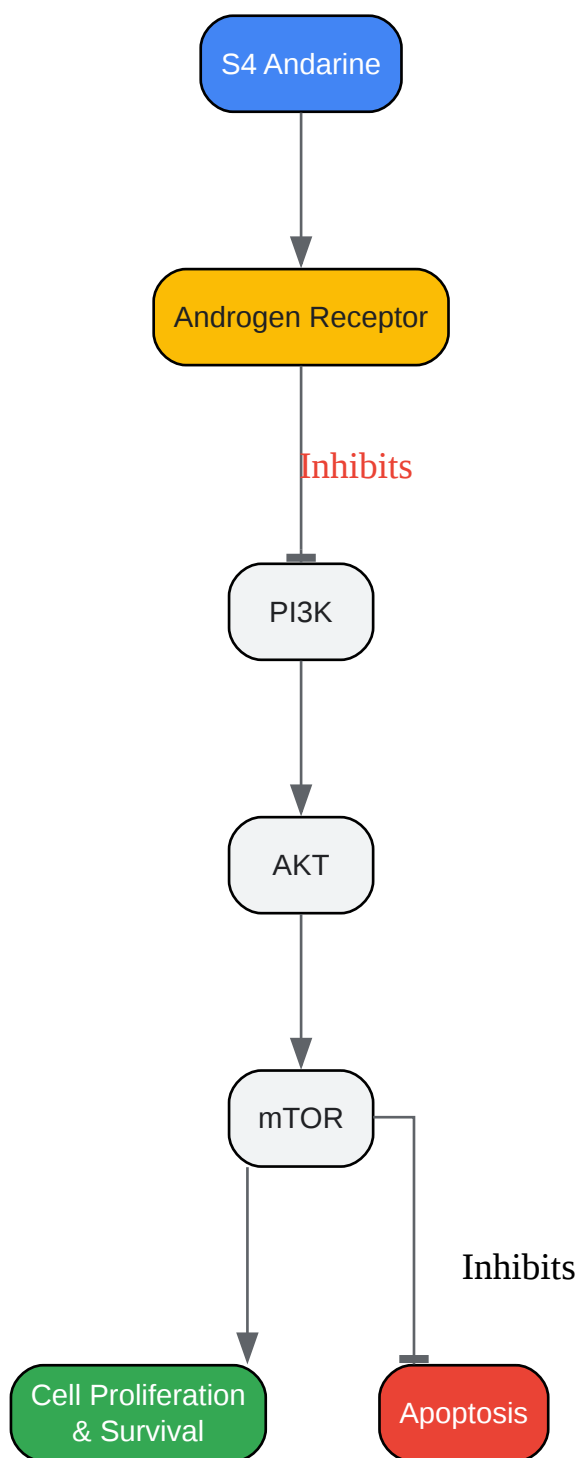 S4 Andarine
Androgen Receptor
Inhibits
PI3K
AKT
mTOR
Inhibits
Cell Proliferation
& Survival
Apoptosis